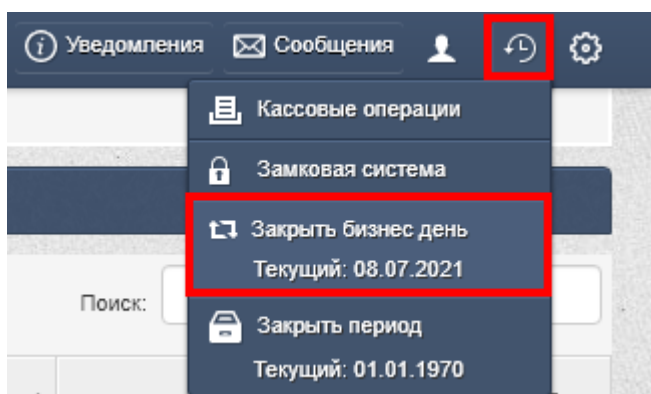 Уведомления Сообщения
Кассовые операции
Замковая система
Закрыть бизнес день
Текущий: 08.07.2021
Поиск:
Закрыть период
Текущий: 01.01.1970